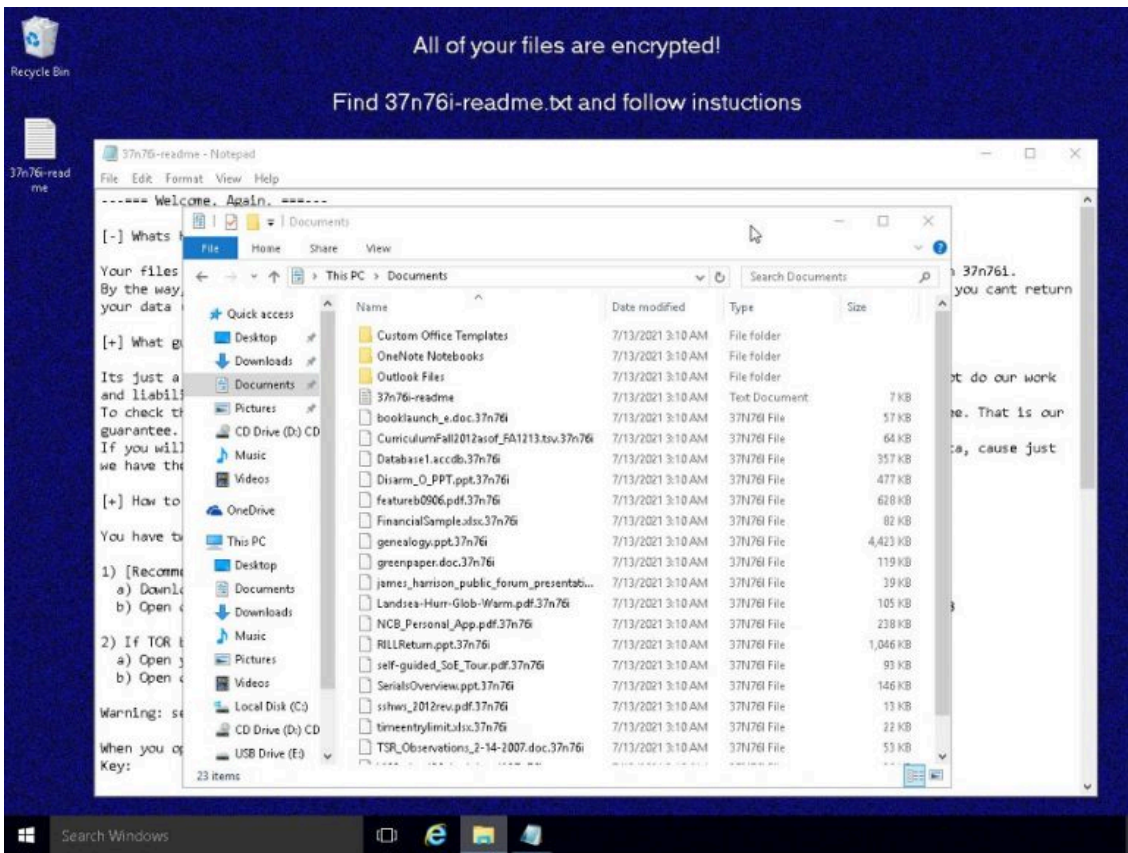 Recycle Bin
37n76i-read
me
All of your files are encrypted!
Find 37n76i-readme.txt and follow instuctions
37n76i-readme - Notepad
File Edit Format View Help
---=== Welcome. Again. ===---
[-] Whats
Your files
37n76i.
By the way,
you cant return
your data
[+] What
Its just a
do our work
and
To check
That is our
guarantee.
If you will
cause just
we have
[+] How to
You have
1)
a)
b) Open
2) If TOR
a) Open
b) Open
Warning:
When you
Key:
Documents
File Home Share View
This PC > Documents
Search Documents
Quick access
Desktop
Downloads
Documents
Pictures
CD Drive (D:) CD
Music
Videos
OneDrive
This PC
Desktop
Documents
Downloads
Music
Pictures
Videos
Local Disk (C:)
CD Drive (D:) CD
USB Drive (E:)
Name Date modified Type Size
Custom Office Templates 7/13/2021 3:10 AM File folder
OneNote Notebooks 7/13/2021 3:10 AM File folder
Outlook Files 7/13/2021 3:10 AM File folder
37n76i-readme 7/13/2021 3:10 AM Text Document 7 KB
booklaunch_e.doc.37n76i 7/13/2021 3:10 AM 37N76I File 57 KB
CurriculumFall2012asof_FA1213.tsv.37n76i 7/13/2021 3:10 AM 37N76I File 64 KB
Database1.accdb.37n76i 7/13/2021 3:10 AM 37N76I File 357 KB
Disarm_O_PPT.ppt.37n76i 7/13/2021 3:10 AM 37N76I File 477 KB
featureb0906.pdf.37n76i 7/13/2021 3:10 AM 37N76I File 628 KB
FinancialSample.xlsx.37n76i 7/13/2021 3:10 AM 37N76I File 82 KB
genealogy.ppt.37n76i 7/13/2021 3:10 AM 37N76I File 4,423 KB
greenpaper.doc.37n76i 7/13/2021 3:10 AM 37N76I File 119 KB
james_harrison_public_forum_presentati... 7/13/2021 3:10 AM 37N76I File 39 KB
Landsea-Hurr-Glob-Warm.pdf.37n76i 7/13/2021 3:10 AM 37N76I File 105 KB
NCB_Personal_App.pdf.37n76i 7/13/2021 3:10 AM 37N76I File 238 KB
RILLReturn.ppt.37n76i 7/13/2021 3:10 AM 37N76I File 1,046 KB
self-guided_SoE_Tour.pdf.37n76i 7/13/2021 3:10 AM 37N76I File 93 KB
SerialsOverview.ppt.37n76i 7/13/2021 3:10 AM 37N76I File 146 KB
sshws_2012rev.pdf.37n76i 7/13/2021 3:10 AM 37N76I File 13 KB
timeentrylimit.xlsx.37n76i 7/13/2021 3:10 AM 37N76I File 22 KB
TSR_Observations_2-14-2007.doc.37n76i 7/13/2021 3:10 AM 37N76I File 53 KB
23 items
Search Windows